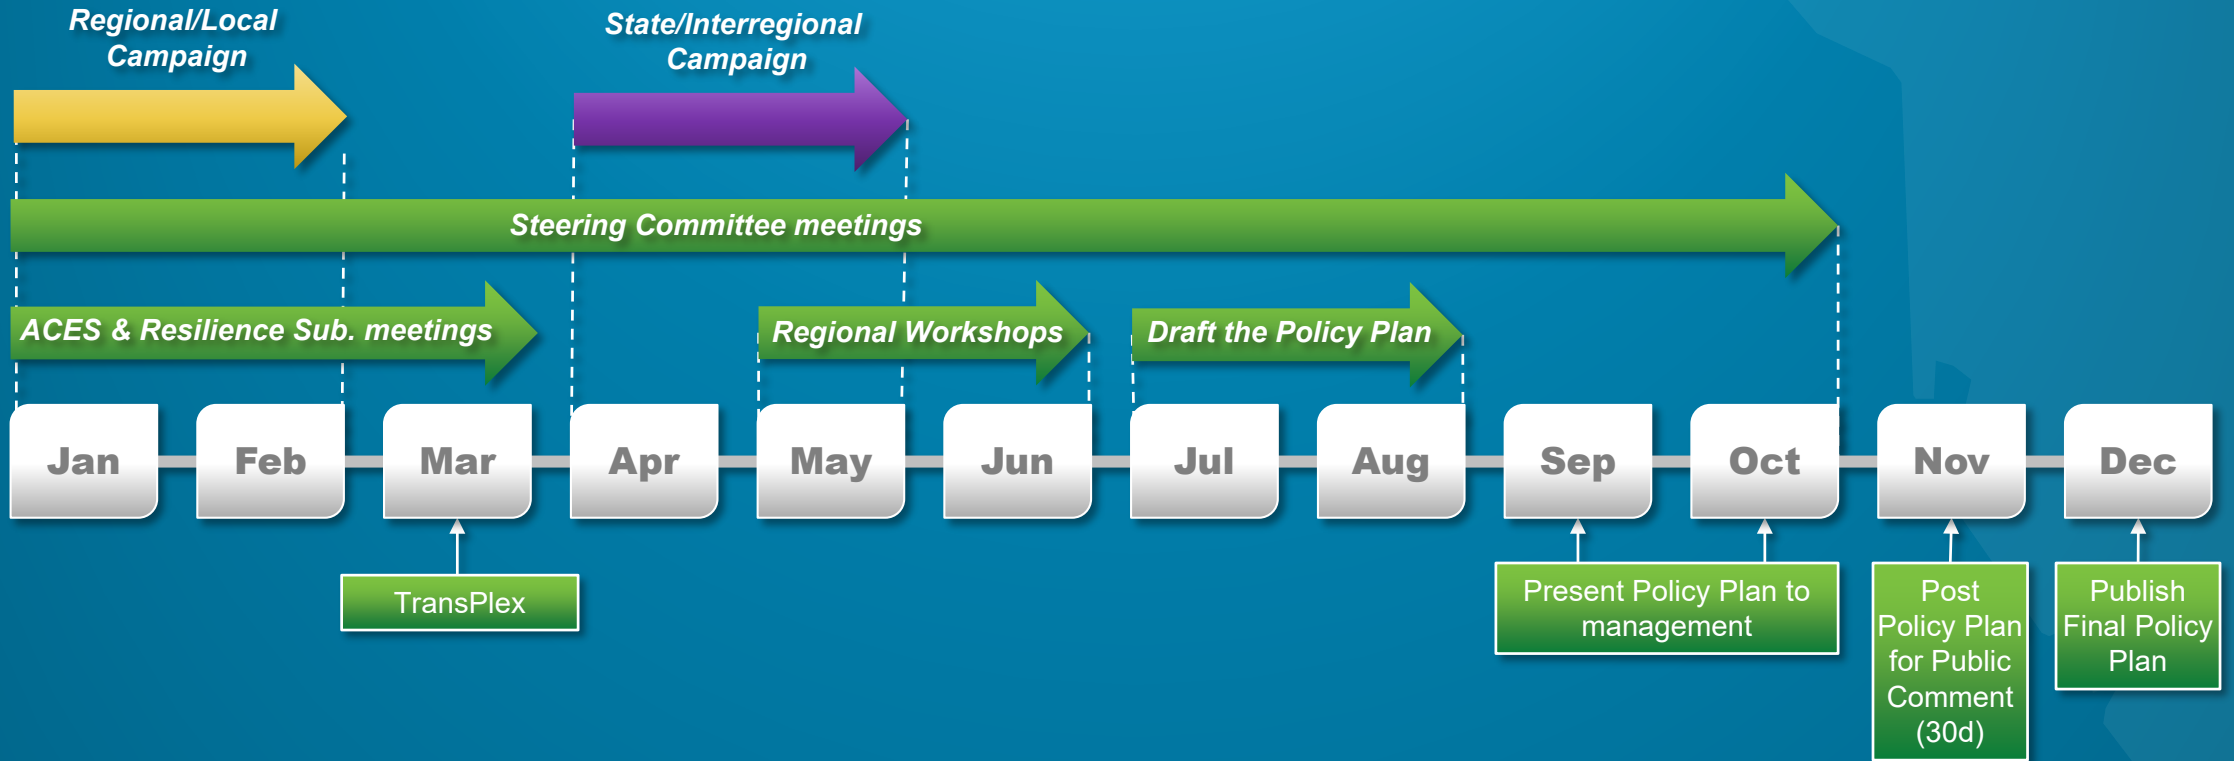 Regional/Local
Campaign
State/Interregional
Campaign
Steering Committee meetings
ACES & Resilience Sub. meetings
Regional Workshops
Draft the Policy Plan
Jan
Feb
Mar
Apr
May
Jun
Jul
Aug
Sep
Oct
Nov
Dec
TransPlex
Present Policy Plan to
management
Post
Policy Plan
for Public
Comment
(30d)
Publish
Final Policy
Plan